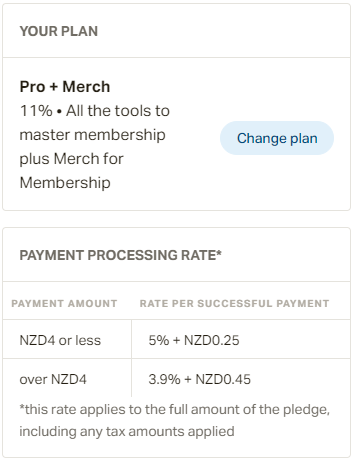 YOUR PLAN
Pro + Merch
11% • All the tools to
master membership
plus Merch for
Membership
Change plan
PAYMENT PROCESSING RATE*
PAYMENT AMOUNT RATE PER SUCCESSFUL PAYMENT
NZD4 or less 5% + NZD0.25
over NZD4 3.9% + NZD0.45
*this rate applies to the full amount of the pledge,
including any tax amounts applied